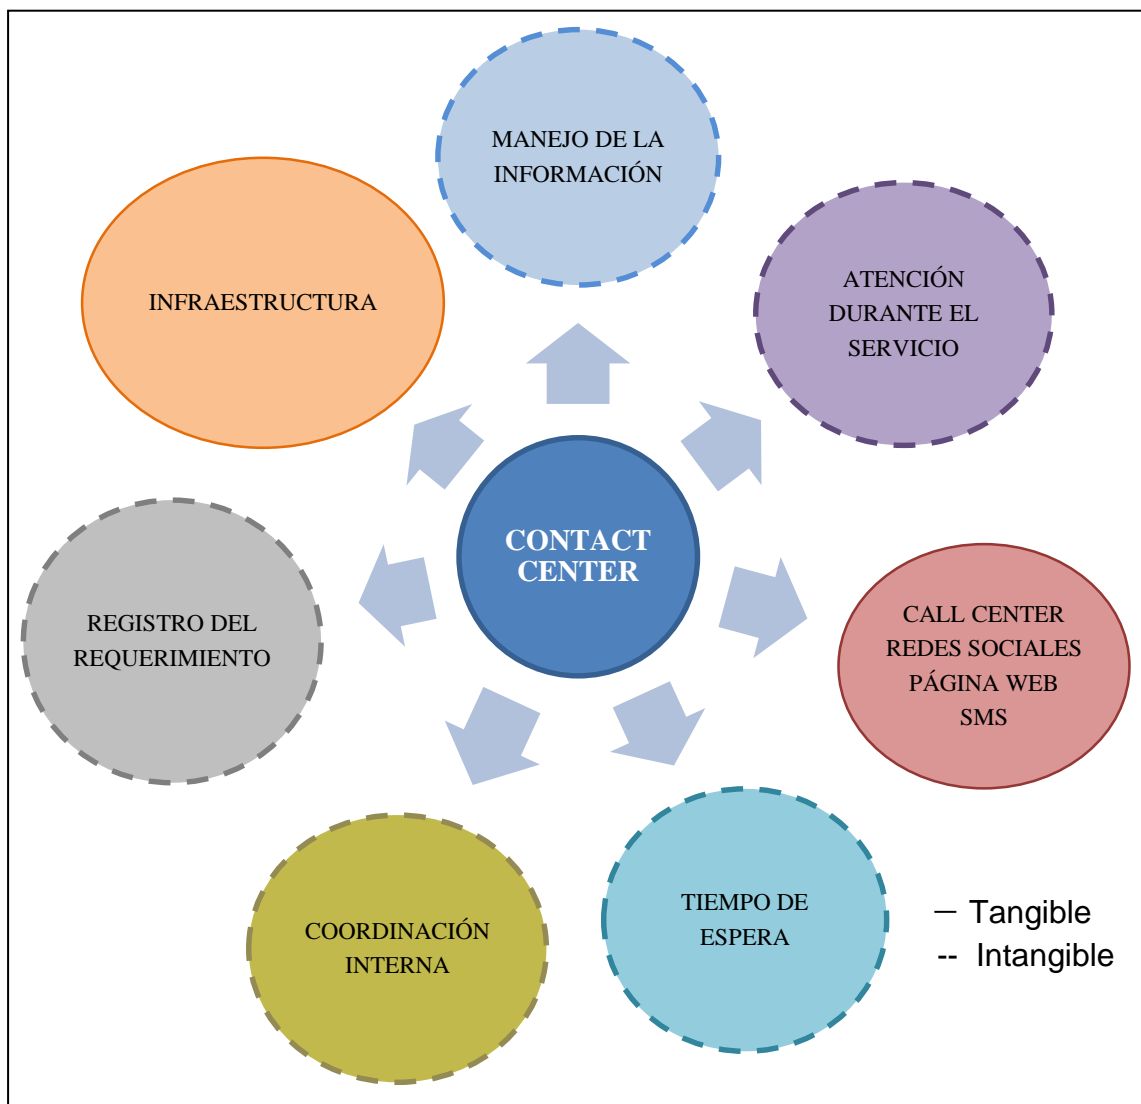 MANEJO DE LA
INFORMACIÓN
ATENCIÓN
DURANTE EL
SERVICIO
INFRAESTRUCTURA
CONTACT
CENTER
REGISTRO DEL
REQUERIMIENTO
CALL CENTER
REDES SOCIALES
PÁGINA WEB
SMS
TIEMPO DE
ESPERA
COORDINACIÓN
INTERNA
— Tangible
-- Intangible